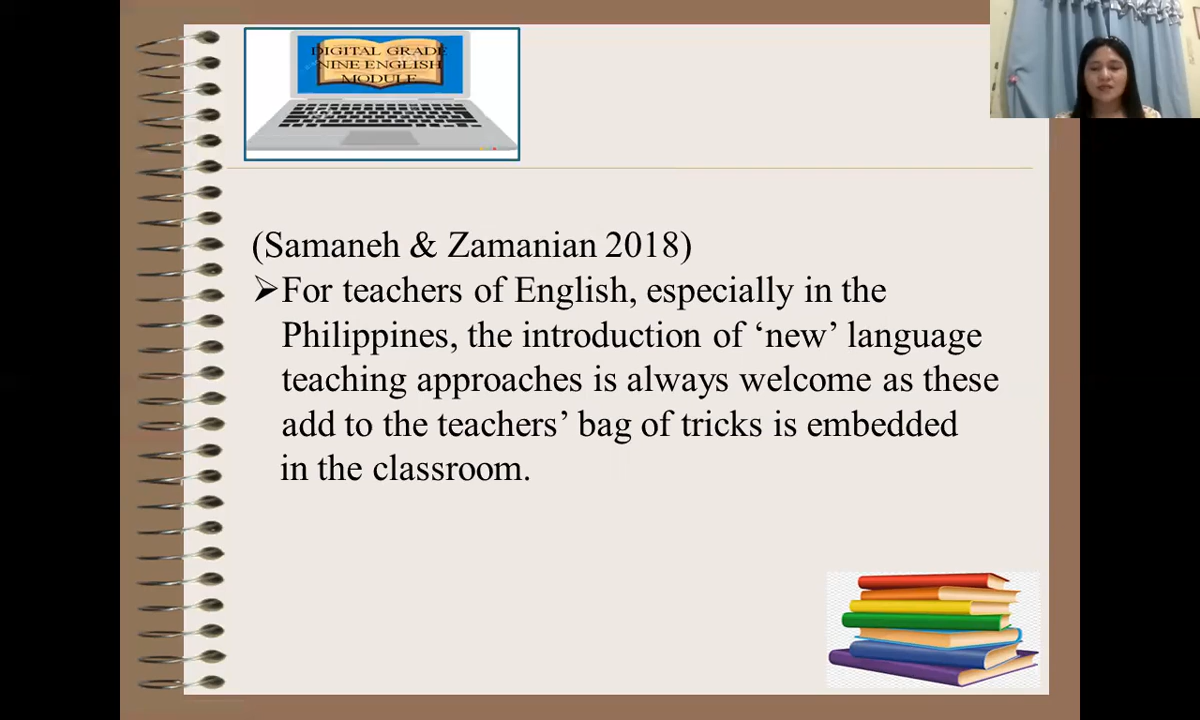 DIGITAL GRADE
NINE ENGLISH
MODULE
(Samaneh & Zamanian 2018)
➢For teachers of English, especially in the
Philippines, the introduction of ‘new’ language
teaching approaches is always welcome as these
add to the teachers’ bag of tricks is embedded
in the classroom.